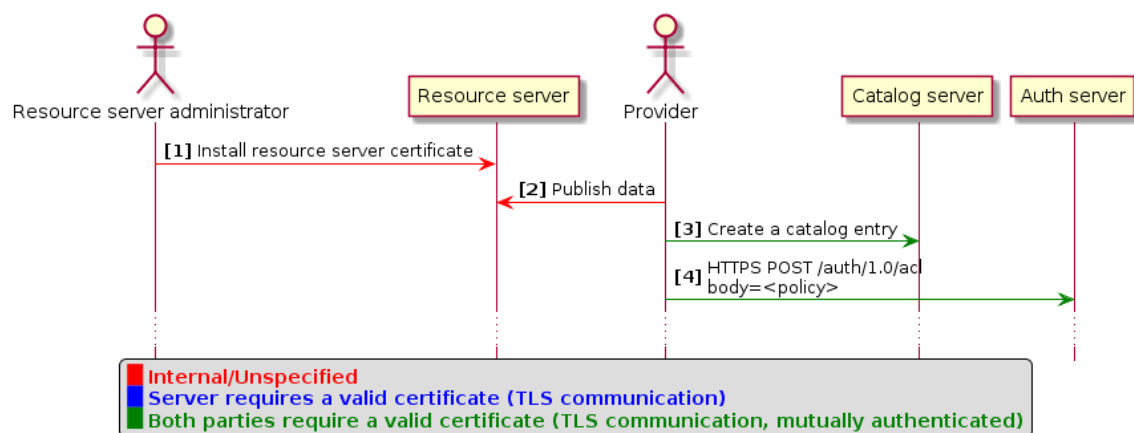 Resource server administrator
Resource server
Provider
Catalog server
Auth server
[1] Install resource server certificate
[2] Publish data
[3] Create a catalog entry
[4] HTTPS POST /auth/1.0/acl
body=<policy>
Internal/Unspecified
Server requires a valid certificate (TLS communication)
Both parties require a valid certificate (TLS communication, mutually authenticated)